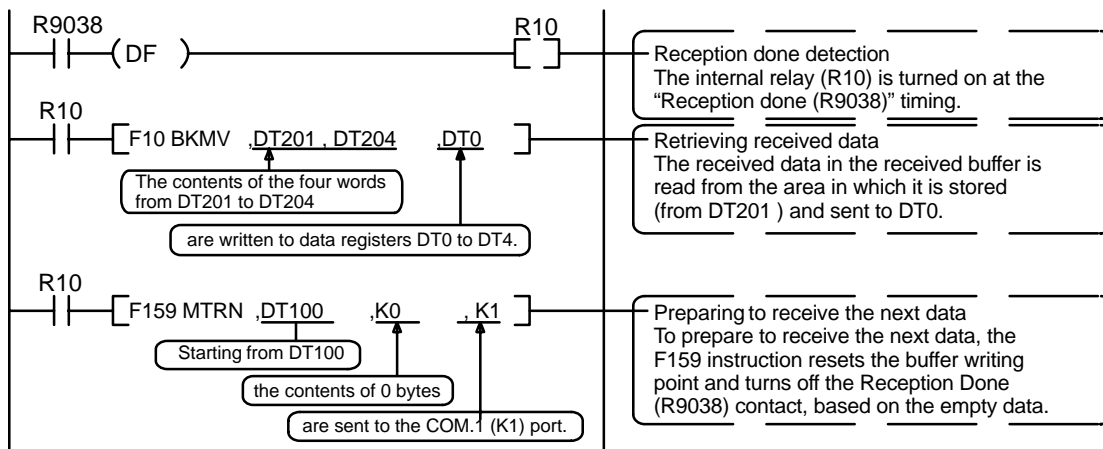 R9038
(DF )
R10
Reception done detection
The internal relay (R10) is turned on at the
“Reception done (R9038)” timing.
R10
F10 BKMV ,DT201 , DT204 ,DT0
The contents of the four words
from DT201 to DT204
are written to data registers DT0 to DT4.
Retrieving received data
The received data in the received buffer is
read from the area in which it is stored
(from DT201 ) and sent to DT0.
R10
F159 MTRN ,DT100 ,K0 , K1
Starting from DT100
the contents of 0 bytes
are sent to the COM.1 (K1) port.
Preparing to receive the next data
To prepare to receive the next data, the
F159 instruction resets the buffer writing
point and turns off the Reception Done
(R9038) contact, based on the empty data.